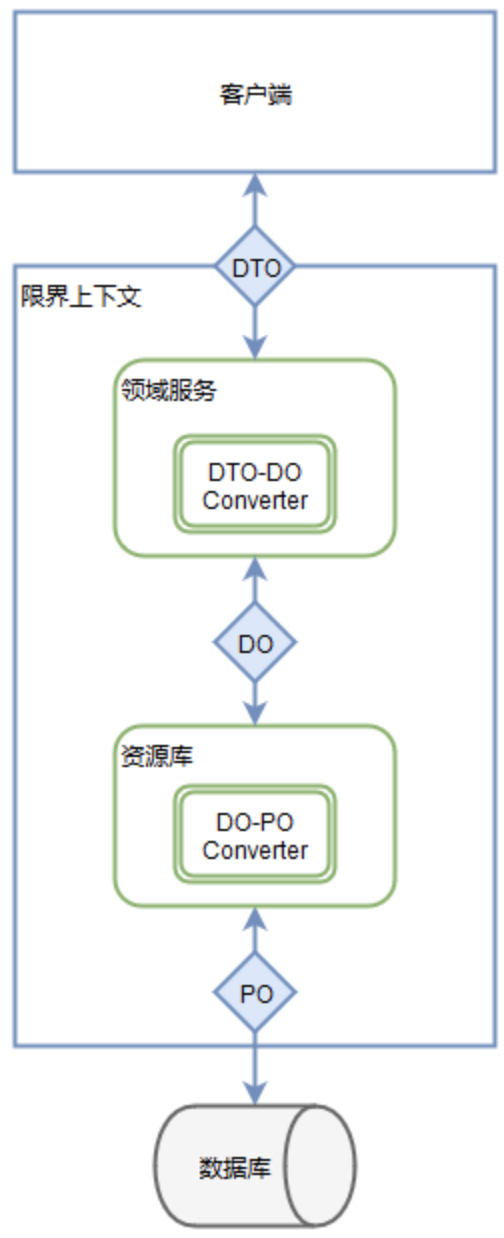 客户端
DTO
限界上下文
领域服务
DTO-DO
Converter
DO
资源库
DO-PO
Converter
PO
数据库